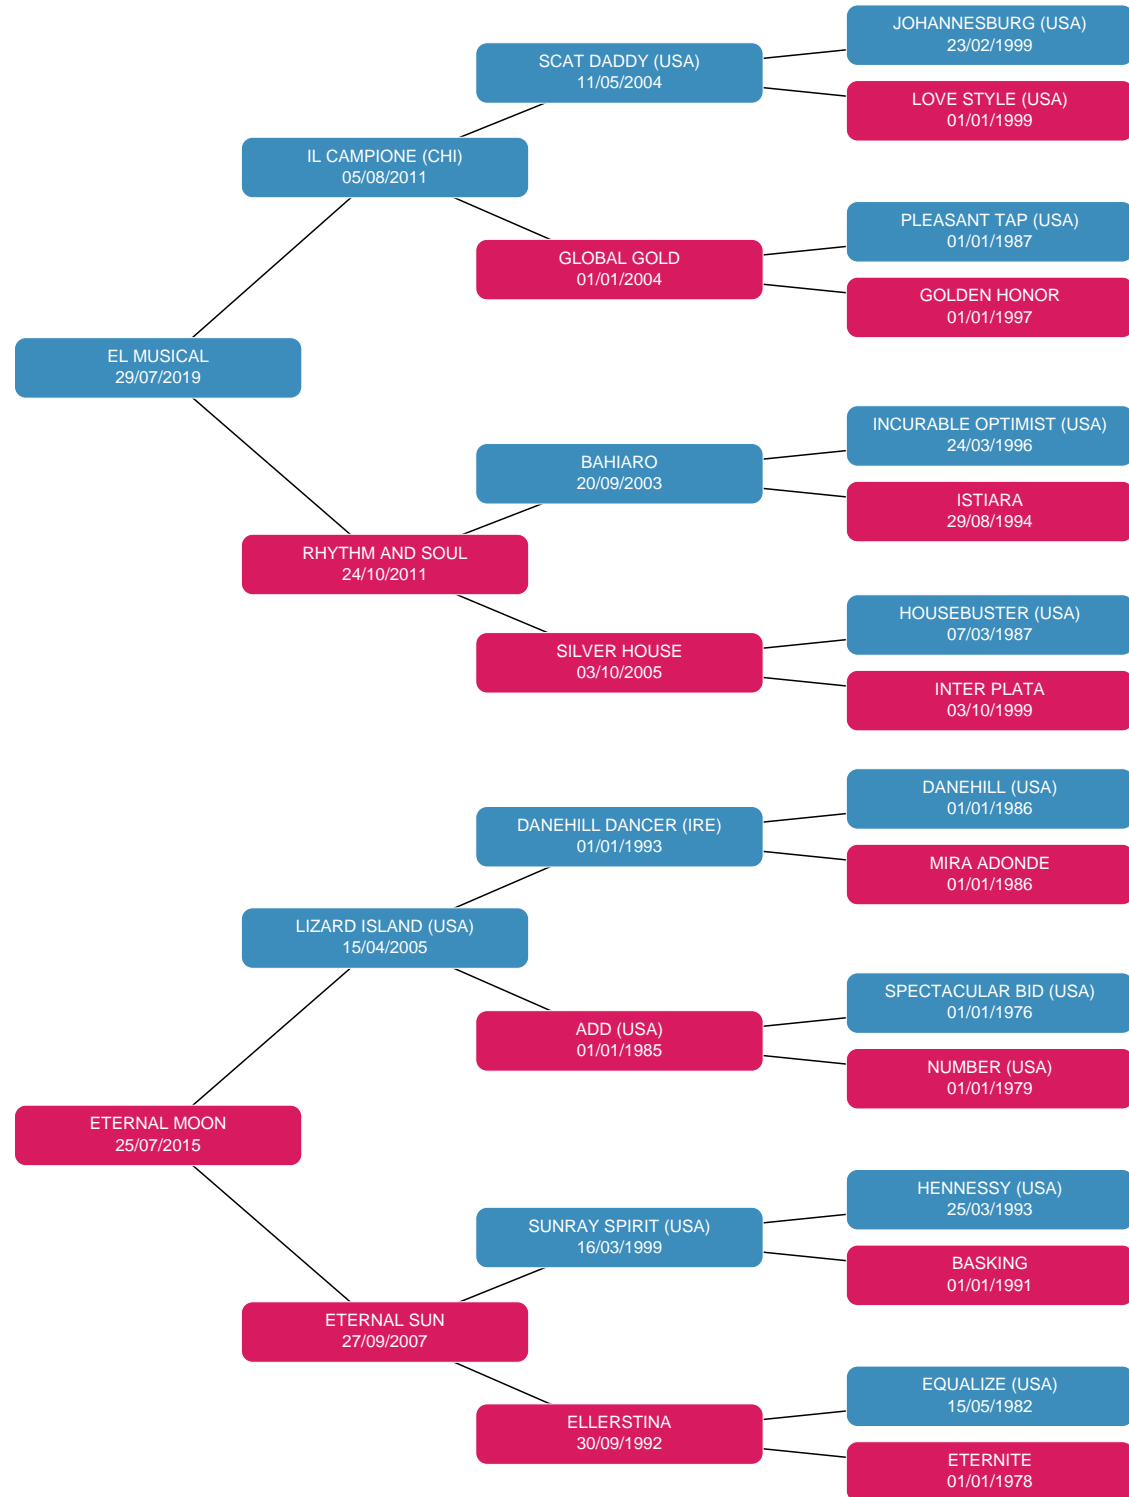 JOHANNESBURG (USA)
23/02/1999
SCAT DADDY (USA)
11/05/2004
LOVE STYLE (USA)
01/01/1999
IL CAMPIONE (CHI)
05/08/2011
PLEASANT TAP (USA)
01/01/1987
GLOBAL GOLD
01/01/2004
GOLDEN HONOR
01/01/1997
EL MUSICAL
29/07/2019
INCURABLE OPTIMIST (USA)
24/03/1996
BAHIARO
20/09/2003
ISTIARA
29/08/1994
RHYTHM AND SOUL
24/10/2011
HOUSEBUSTER (USA)
07/03/1987
SILVER HOUSE
03/10/2005
INTER PLATA
03/10/1999
DANEHILL (USA)
01/01/1986
DANEHILL DANCER (IRE)
01/01/1993
MIRA ADONDE
01/01/1986
LIZARD ISLAND (USA)
15/04/2005
SPECTACULAR BID (USA)
01/01/1976
ADD (USA)
01/01/1985
NUMBER (USA)
01/01/1979
ETERNAL MOON
25/07/2015
HENNESSY (USA)
25/03/1993
SUNRAY SPIRIT (USA)
16/03/1999
BASKING
01/01/1991
ETERNAL SUN
27/09/2007
EQUALIZE (USA)
15/05/1982
ELLERSTINA
30/09/1992
ETERNITE
01/01/1978